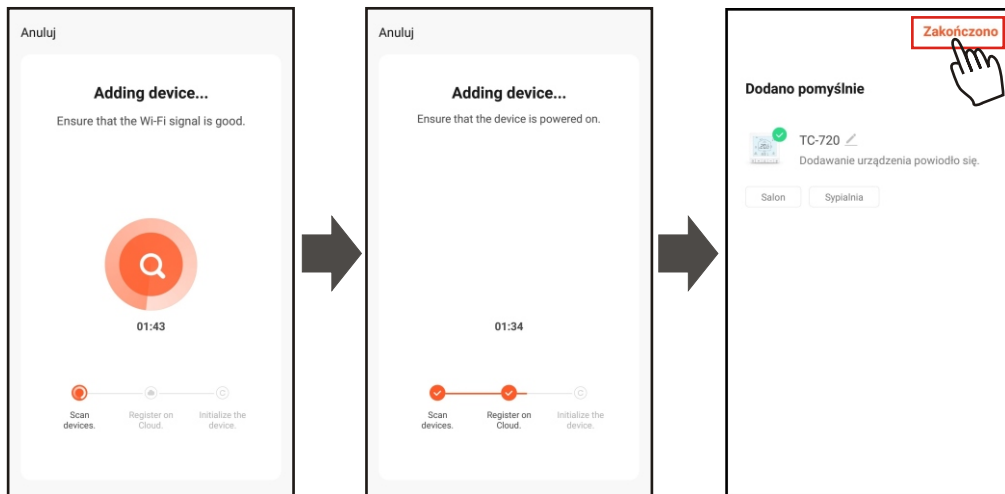 Anuluj
Adding device...
Ensure that the Wi-Fi signal is good.
01:43
Scan
devices.
Register on
Cloud.
Initialize the
device.
Anuluj
Adding device...
Ensure that the device is powered on.
01:34
Scan
devices.
Register on
Cloud.
Initialize the
device.
Zakończono
Dodano pomyślnie
TC-720
Dodawanie urządzenia powiodło się.
Salon
Sypialnia